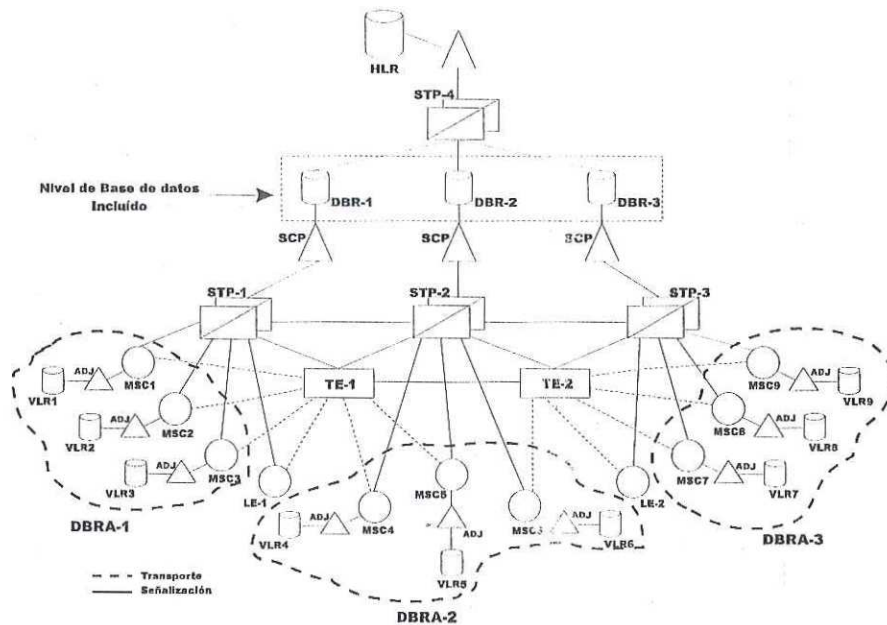 HLR
STP-4
Nivel de Base de datos
Incluído
DBR-1
DBR-2
DBR-3
SCP
SCP
SCP
STP-1
STP-2
STP-3
VLR1
ADJ
MSC1
TE-1
TE-2
MSC9
ADJ
VLR9
VLR2
ADJ
MSC2
MSC8
ADJ
VLR8
VLR3
ADJ
MSC3
LE-1
MSC5
LE-2
MSC7
ADJ
VLR7
DBRA-1
VLR4
ADJ
MSC4
ADJ
VLR5
ADJ
VLR6
DBRA-3
Transporte
Señalización
DBRA-2